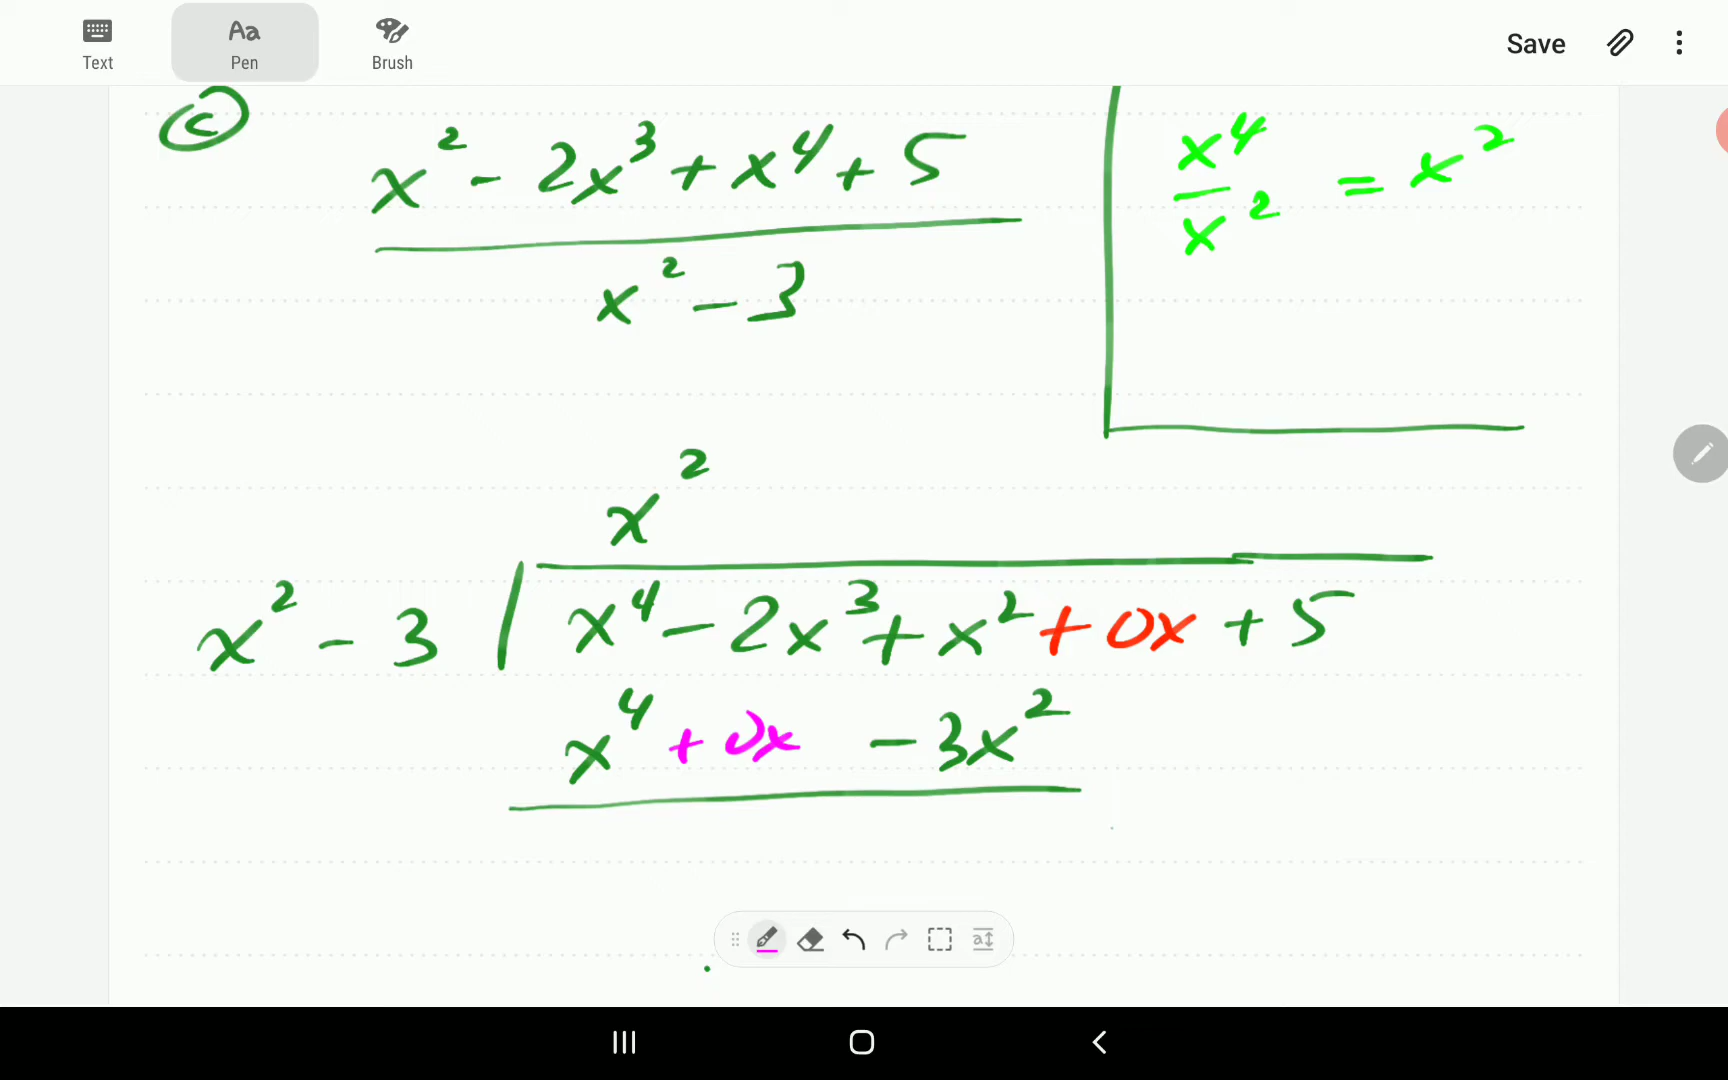 Text Pen Brush Save
Aa
(c)
x² - 2x³ + x⁴ + 5
x² - 3
x⁴
x²
= x²
x²
x² - 3 | x⁴ - 2x³ + x² + 0x + 5
x⁴ + 0x - 3x²